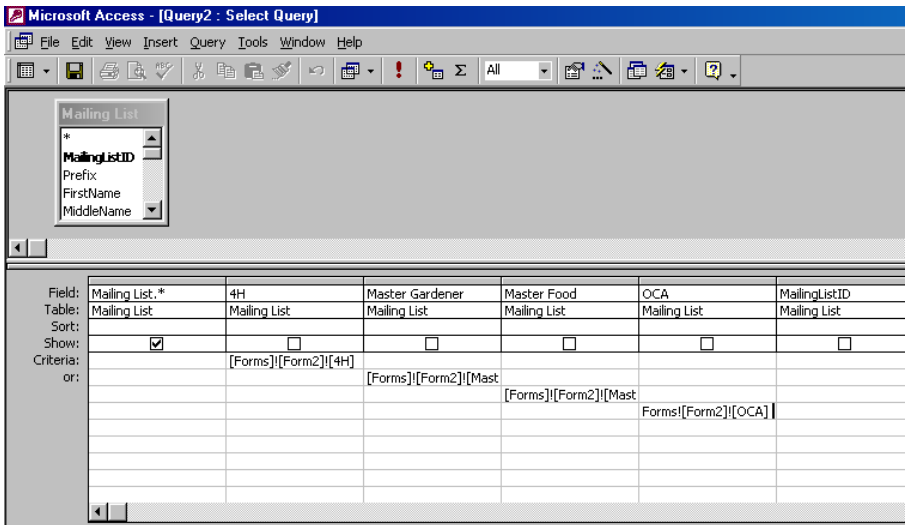 Microsoft Access - [Query2 : Select Query]
File Edit View Insert Query Tools Window Help
All
Mailing List
*
MailingListID
Prefix
FirstName
MiddleName
Field: Mailing List.* 4H Master Gardener Master Food OCA MailingListID
Table: Mailing List Mailing List Mailing List Mailing List Mailing List Mailing List
Sort:
Show:
Criteria: [Forms]![Form2]![4H]
or: [Forms]![Form2]![Mast
[Forms]![Form2]![Mast
Forms![Form2]![OCA]